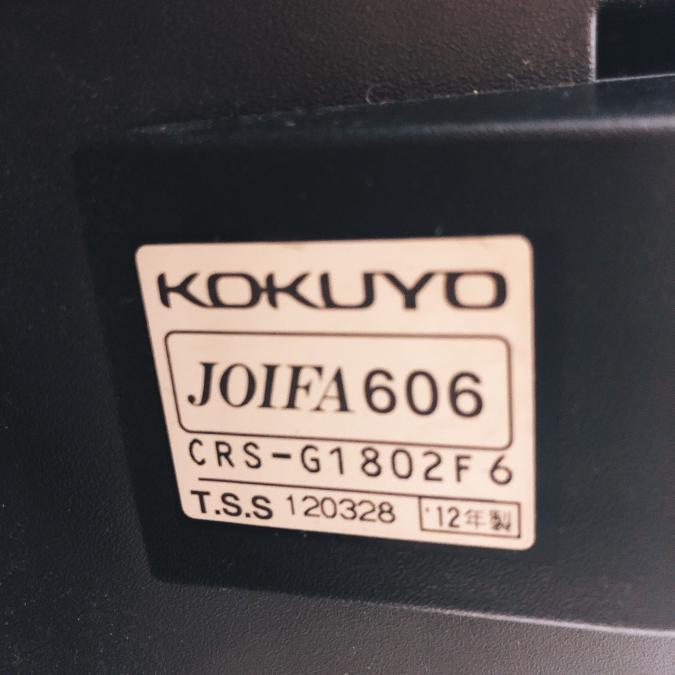 KOKUYO
JOIFA606
CRS-G1802F6
T.S.S 120328 '12年製